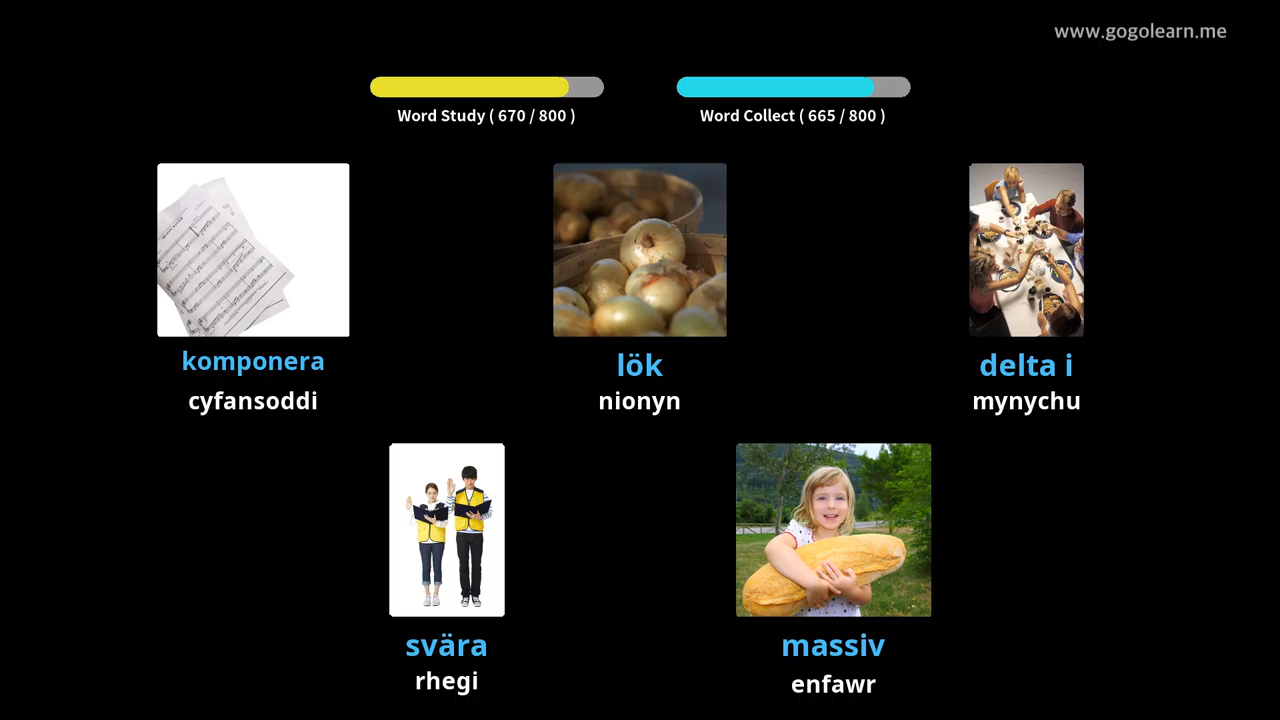 www.gogolearn.me
Word Study ( 670 / 800 )
Word Collect ( 665 / 800 )
komponera
cyfansoddi
lök
nionyn
delta i
mynychu
svära
rhegi
massiv
enfawr